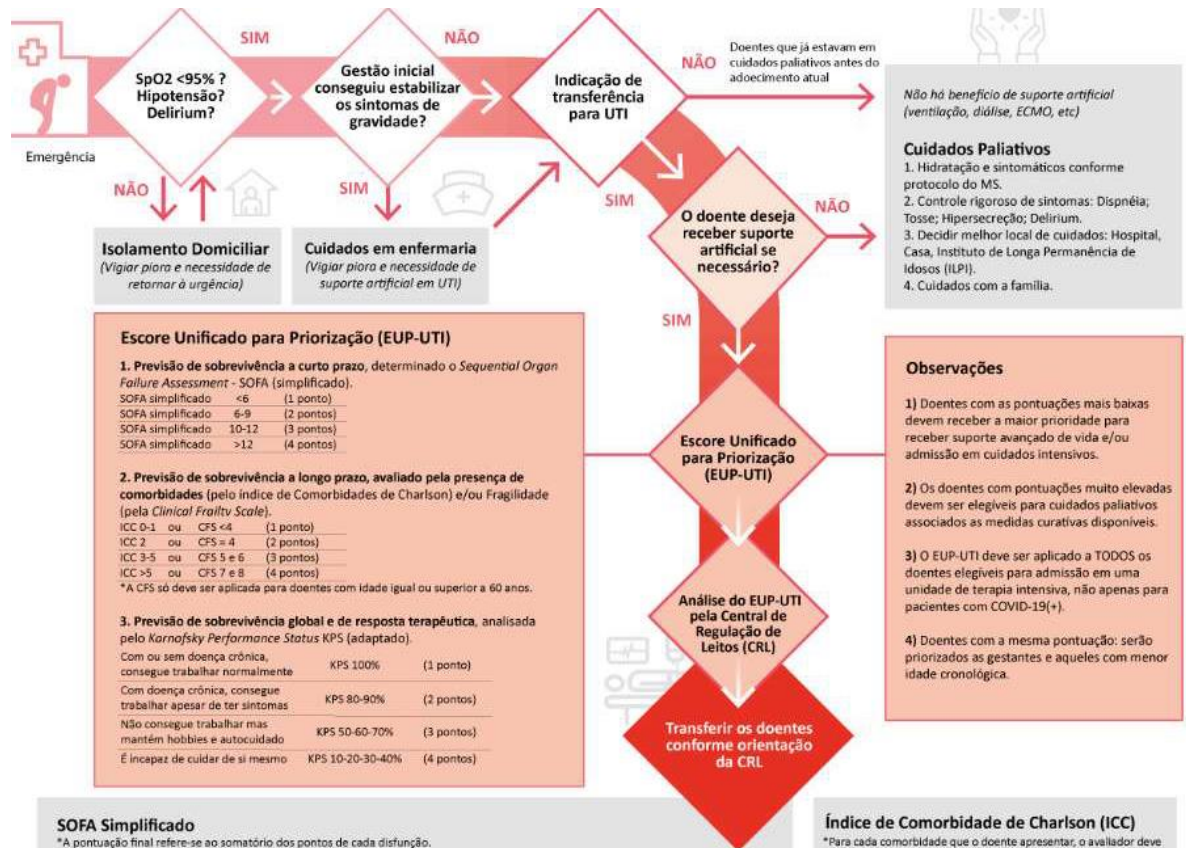 Emergência
SpO2 <95% ?
Hipotensão?
Delirium?
SIM
NÃO
Isolamento Domiciliar
(Vigiar piora e necessidade de
retornar à urgência)
Gestão inicial
conseguiu estabilizar
os sintomas de
gravidade?
NÃO
SIM
Cuidados em enfermaria
(Vigiar piora e necessidade de
suporte artificial em UTI)
Indicação de
transferência
para UTI
NÃO
Doentes que já estavam em
cuidados paliativos antes do
adoecimento atual
SIM
O doente deseja
receber suporte
artificial se
necessário?
NÃO
SIM
Não há benefício de suporte artificial
(ventilação, diálise, ECMO, etc)
Cuidados Paliativos
1. Hidratação e sintomáticos conforme
protocolo do MS.
2. Controle rigoroso de sintomas: Dispnéia;
Tosse; Hipersecreção; Delirium.
3. Decidir melhor local de cuidados: Hospital,
Casa, Instituto de Longa Permanência de
Idosos (ILPI).
4. Cuidados com a família.
Escore Unificado para Priorização (EUP-UTI)
1. Previsão de sobrevivência a curto prazo, determinado o Sequential Organ
Failure Assessment - SOFA (simplificado).
SOFA simplificado <6 (1 ponto)
SOFA simplificado 6-9 (2 pontos)
SOFA simplificado 10-12 (3 pontos)
SOFA simplificado >12 (4 pontos)
2. Previsão de sobrevivência a longo prazo, avaliado pela presença de
comorbidades (pelo índice de Comorbidades de Charlson) e/ou Fragilidade
(pela Clinical Frailtv Scale).
ICC 0-1 ou CFS <4 (1 ponto)
ICC 2 ou CFS = 4 (2 pontos)
ICC 3-5 ou CFS 5 e 6 (3 pontos)
ICC >5 ou CFS 7 e 8 (4 pontos)
*A CFS só deve ser aplicada para doentes com idade igual ou superior a 60 anos.
3. Previsão de sobrevivência global e de resposta terapêutica, analisada
pelo Karnofsky Performance Status KPS (adaptado).
Com ou sem doença crônica,
consegue trabalhar normalmente KPS 100% (1 ponto)
Com doença crônica, consegue
trabalhar apesar de ter sintomas KPS 80-90% (2 pontos)
Não consegue trabalhar mas
mantém hobbies e autocuidado KPS 50-60-70% (3 pontos)
É incapaz de cuidar de si mesmo KPS 10-20-30-40% (4 pontos)
Escore Unificado
para Priorização
(EUP-UTI)
Análise do EUP-UTI
pela Central de
Regulação de
Leitos (CRL)
Transferir os doentes
conforme orientação
da CRL
Observações
1) Doentes com as pontuações mais baixas
devem receber a maior prioridade para
receber suporte avançado de vida e/ou
admissão em cuidados intensivos.
2) Os doentes com pontuações muito elevadas
devem ser elegíveis para cuidados paliativos
associados as medidas curativas disponíveis.
3) O EUP-UTI deve ser aplicado a TODOS os
doentes elegíveis para admissão em uma
unidade de terapia intensiva, não apenas para
pacientes com COVID-19(+).
4) Doentes com a mesma pontuação: serão
priorizados as gestantes e aqueles com menor
idade cronológica.
SOFA Simplificado
*A pontuação final refere-se ao somatório dos pontos de cada disfunção.
Índice de Comorbidade de Charlson (ICC)
*Para cada comorbidade que o doente apresentar, o avaliador deve